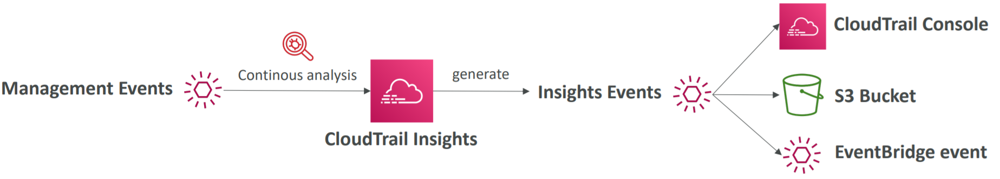 Management Events
Continous analysis
CloudTrail Insights
generate
Insights Events
CloudTrail Console
S3 Bucket
EventBridge event